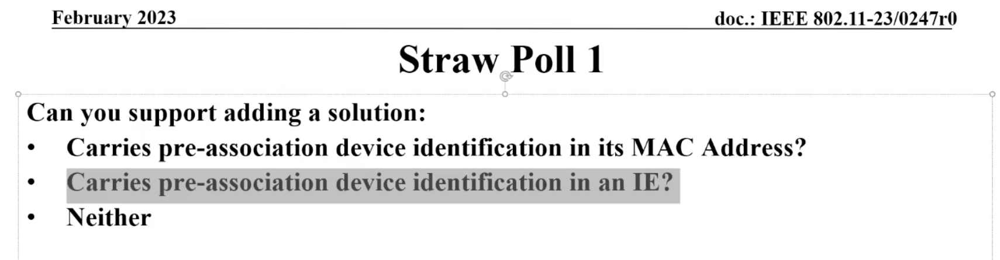 February 2023
doc.: IEEE 802.11-23/0247r0
Straw Poll 1
Can you support adding a solution:
• Carries pre-association device identification in its MAC Address?
• Carries pre-association device identification in an IE?
• Neither